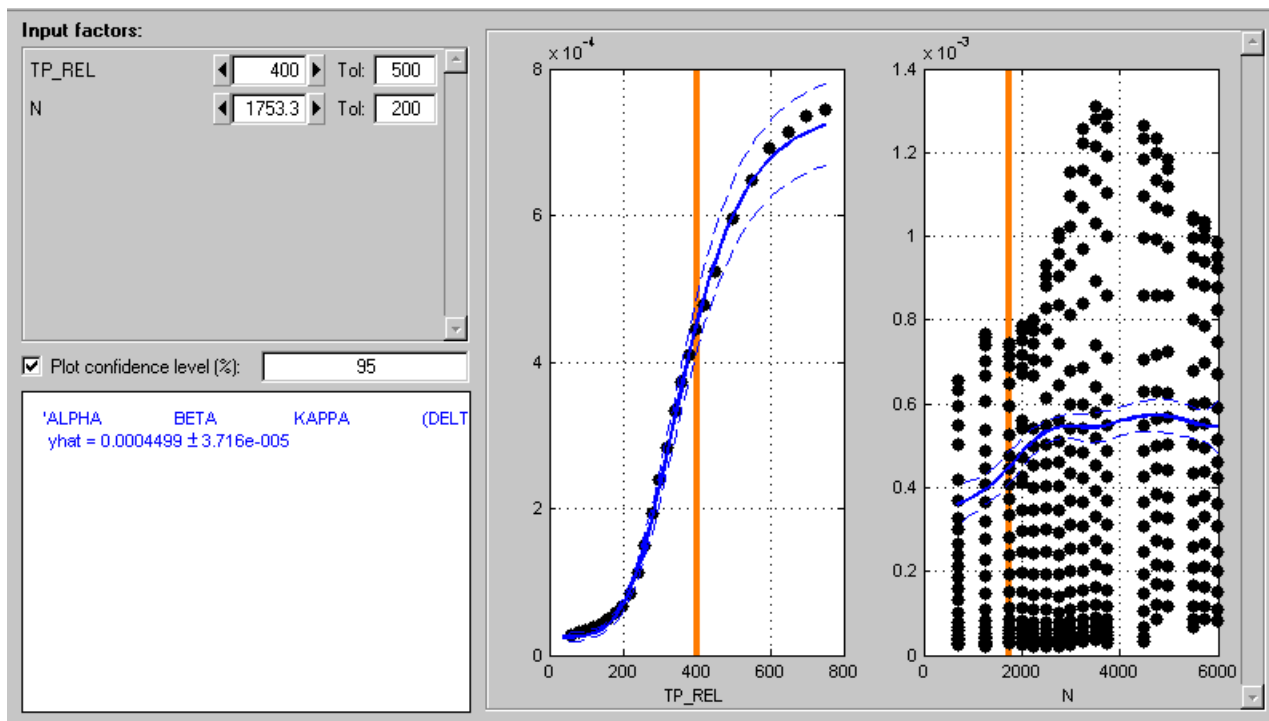 Input factors:
TP_REL 400 Tol: 500
N 1753.3 Tol: 200
Plot confidence level (%): 95
'ALPHA BETA KAPPA (DELT
yhat = 0.0004499 ± 3.716e-005
x 10⁻⁴
8
6
4
2
0
0 200 400 600 800
TP_REL
x 10⁻³
1.4
1.2
1
0.8
0.6
0.4
0.2
0
0 2000 4000 6000
N